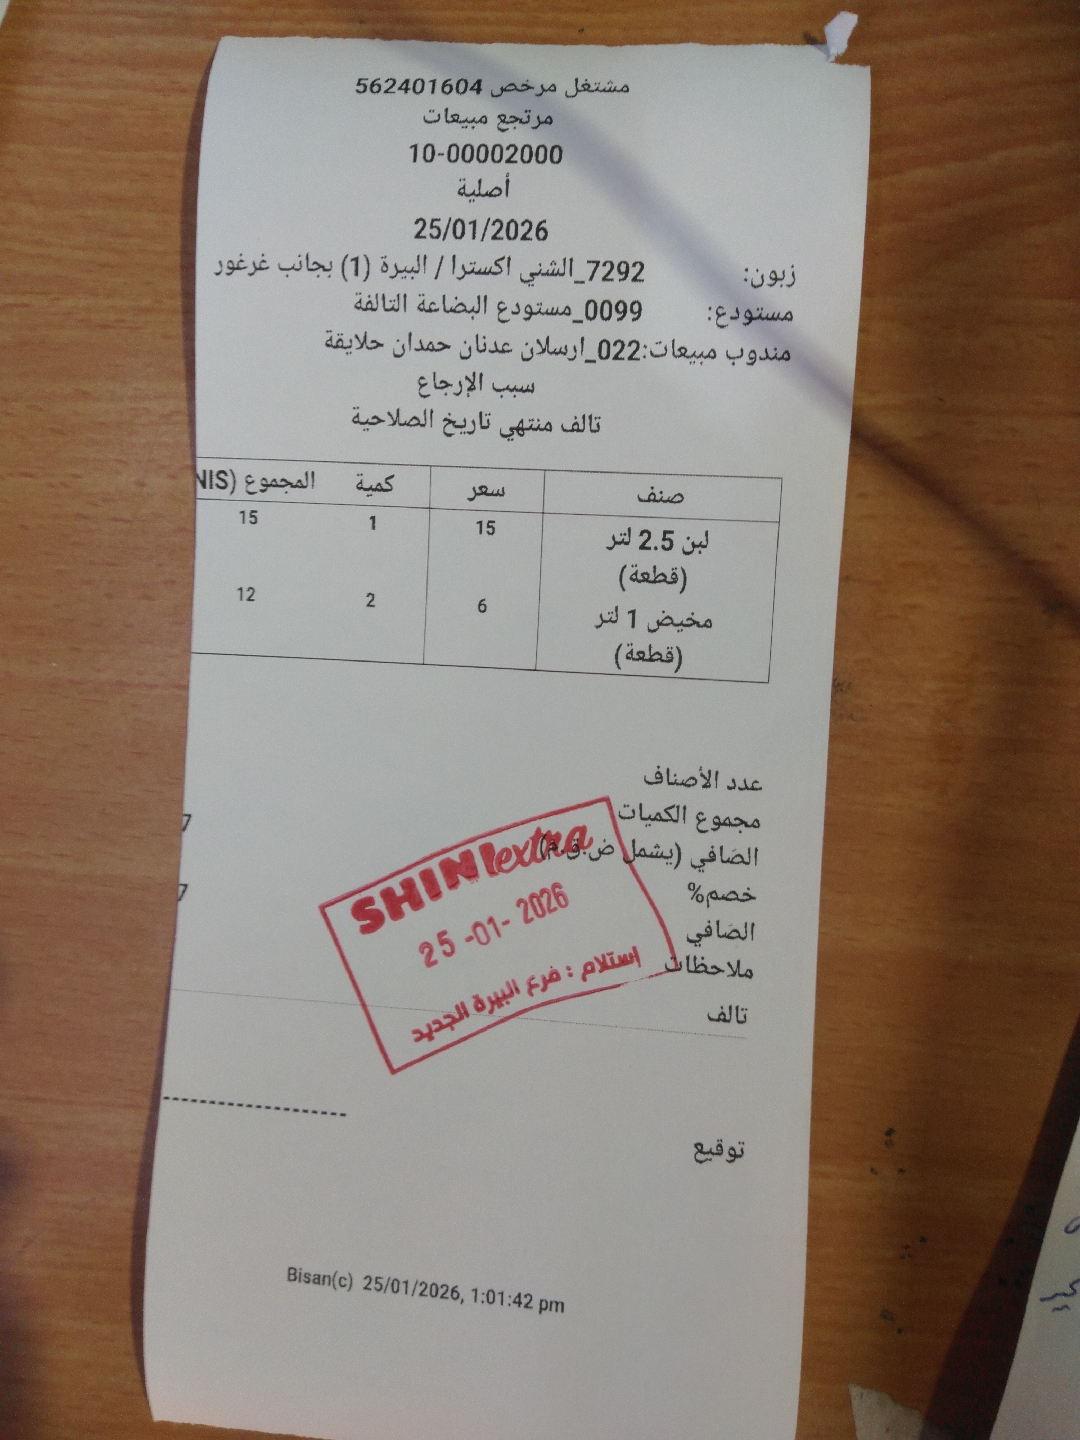 مشتغل مرخص 562401604
مرتجع مبيعات
10-00002000
أصلية
25/01/2026
زبون: 7292_الشني اكسترا / البيرة (1) بجانب غرغور
مستودع: 0099_مستودع البضاعة التالفة
مندوب مبيعات:022_ارسلان عدنان حمدان حلايقة
سبب الإرجاع
تالف منتهي تاريخ الصلاحية
صنف سعر كمية المجموع (NIS
لبن 2.5 لتر 15 1 15
(قطعة)
مخيض 1 لتر 6 2 12
(قطعة)
عدد الأصناف
مجموع الكميات
الصافي (يشمل ض.ق.م) 7
خصم%
الصافي 7
ملاحظات
تالف
SHINI extra
25-01-2026
استلام : فرع البيرة الجديد
توقيع
Bisan(c) 25/01/2026, 1:01:42 pm